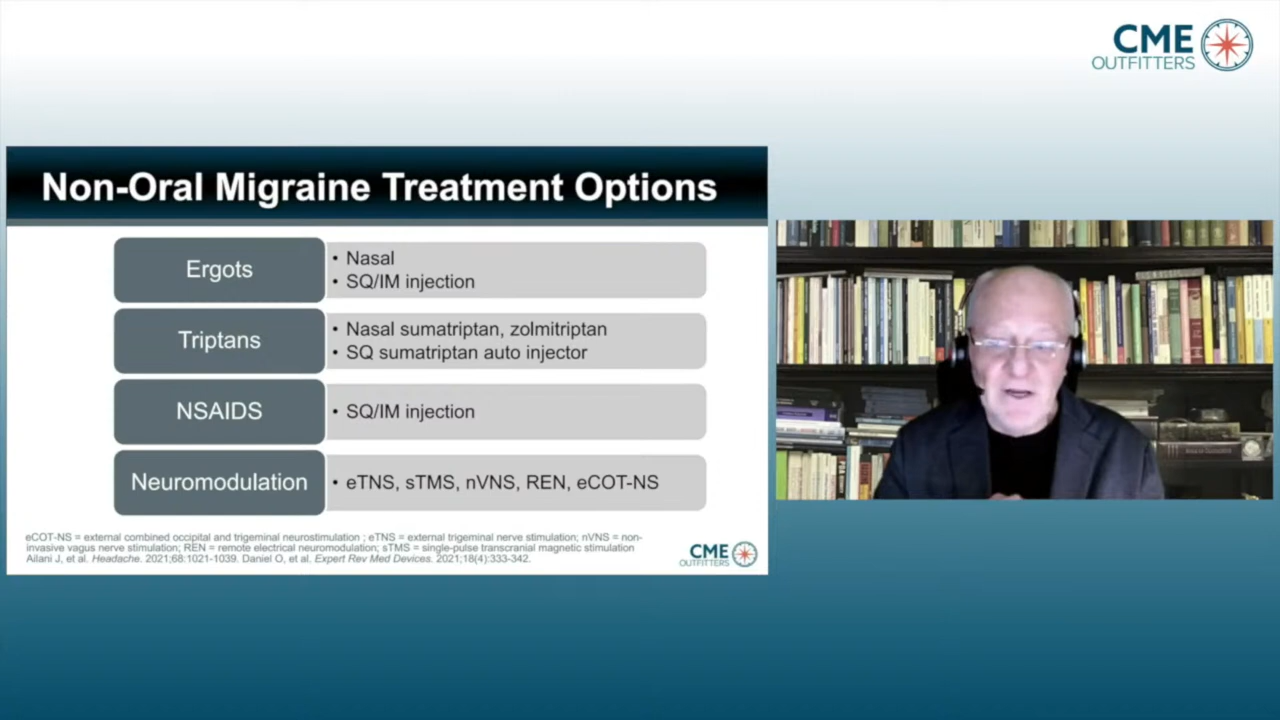 CME
OUTFITTERS
Non-Oral Migraine Treatment Options
Ergots
• Nasal
• SQ/IM injection
Triptans
• Nasal sumatriptan, zolmitriptan
• SQ sumatriptan auto injector
NSAIDS
• SQ/IM injection
Neuromodulation
• eTNS, sTMS, nVNS, REN, eCOT-NS
eCOT-NS = external combined occipital and trigeminal neurostimulation ; eTNS = external trigeminal nerve stimulation; nVNS = non-
invasive vagus nerve stimulation; REN = remote electrical neuromodulation; sTMS = single-pulse transcranial magnetic stimulation
Ailani J, et al. Headache. 2021;68:1021-1039. Daniel O, et al. Expert Rev Med Devices. 2021;18(4):333-342.
CME
OUTFITTERS